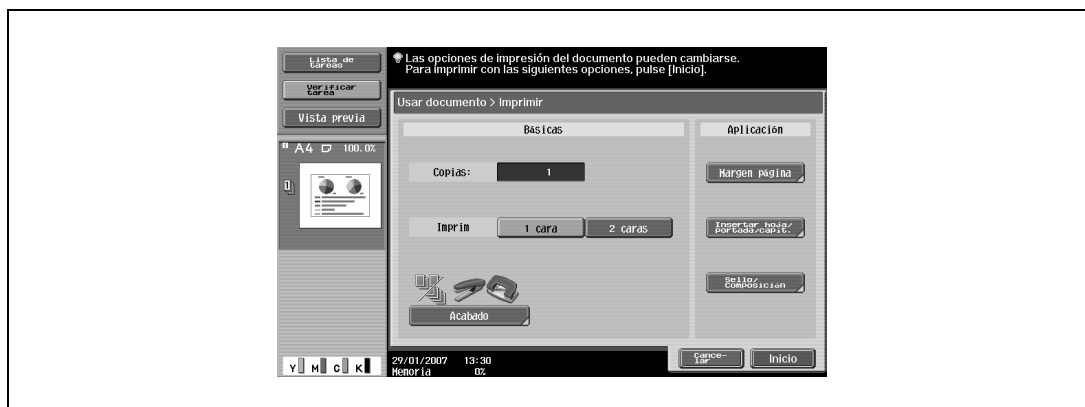 Lista de
tareas
Verificar
tarea
Vista previa
A4 100.0%
Las opciones de impresión del documento pueden cambiarse.
Para imprimir con las siguientes opciones, pulse [Inicio].
Usar documento > Imprimir
Básicas
Copias: 1
Imprim 1 cara 2 caras
Acabado
Aplicación
Margen página
Insertar hoja/
portada/capít.
Sello/
Composición
Y M C K
29/01/2007 13:30
Memoria 0%
Cance-
lar
Inicio